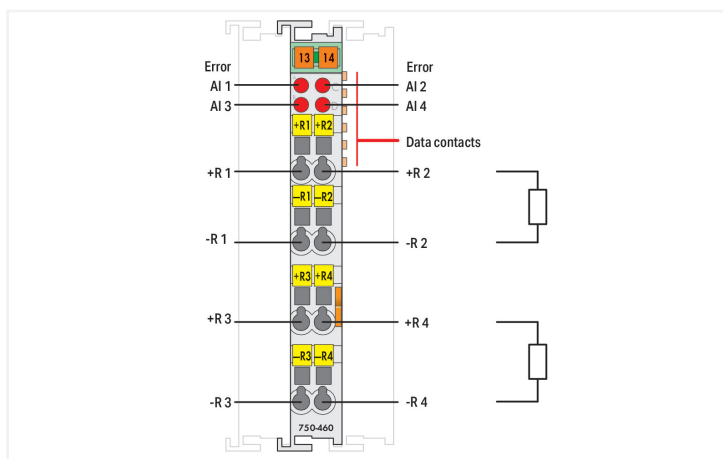 13 14
Error Error
AI 1 AI 2
AI 3 AI 4
+R1 +R2
Data contacts
+R 1 +R 2
–R1 –R2
-R 1 -R 2
+R3 +R4
+R 3 +R 4
–R3 –R4
-R 3 -R 4
750-460